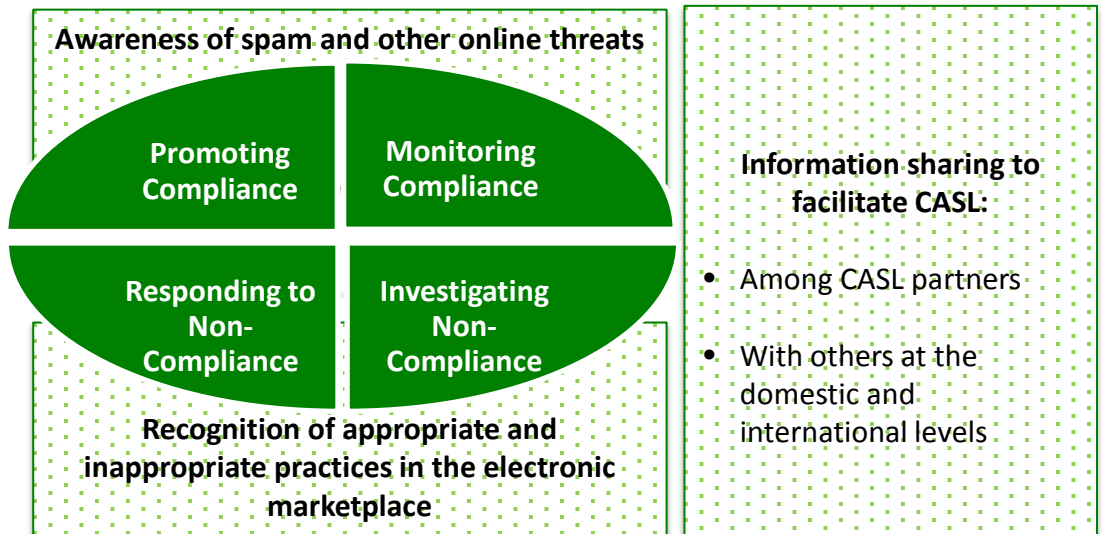 Awareness of spam and other online threats
Promoting
Compliance
Monitoring
Compliance
Responding to
Non-
Compliance
Investigating
Non-
Compliance
Recognition of appropriate and
inappropriate practices in the electronic
marketplace
Information sharing to
facilitate CASL:
• Among CASL partners
• With others at the
domestic and
international levels